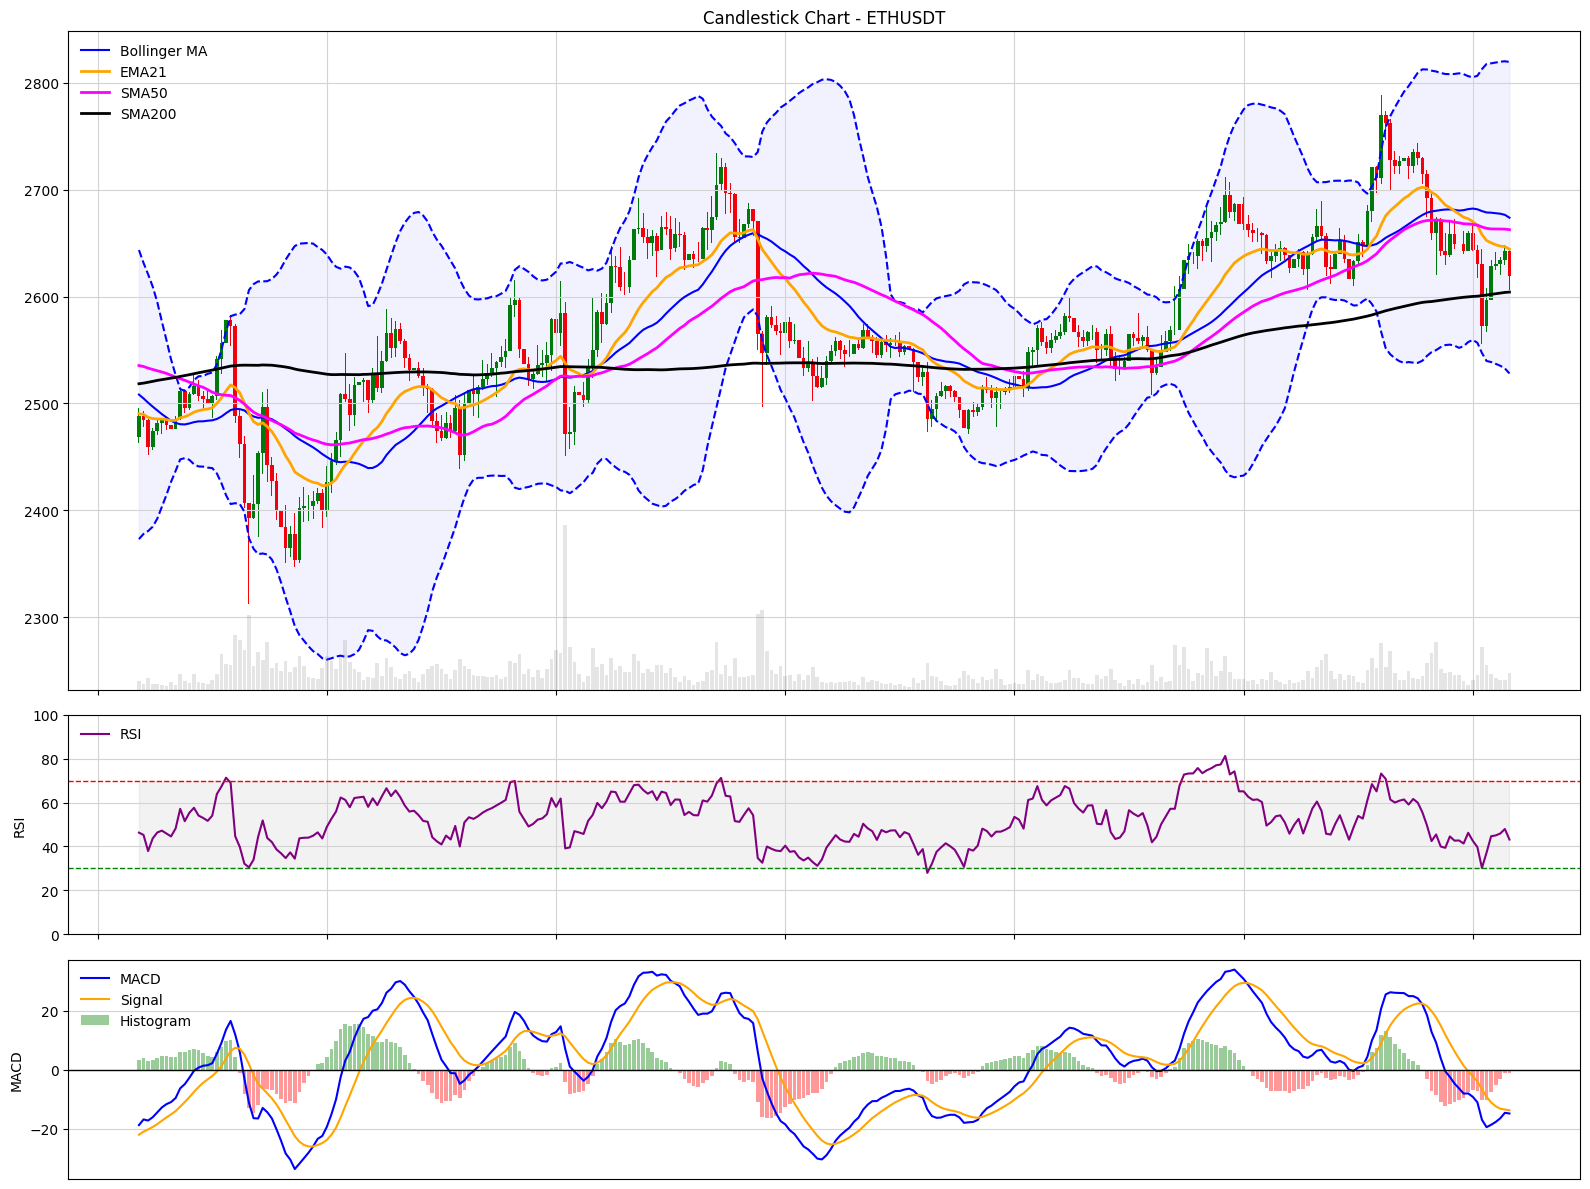 Candlestick Chart - ETHUSDT
Bollinger MA
EMA21
SMA50
SMA200
2800
2700
2600
2500
2400
2300
RSI
100
80
60
40
20
0
RSI
MACD
Signal
Histogram
20
0
−20
MACD